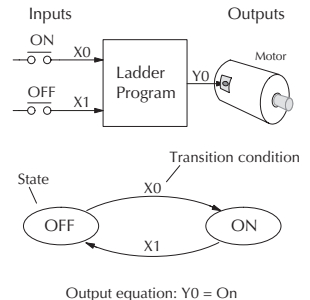 Inputs
Outputs
ON
X0
Motor
Ladder
Program
Y0
OFF
X1
Transition condition
State
X0
OFF
ON
X1
Output equation: Y0 = On